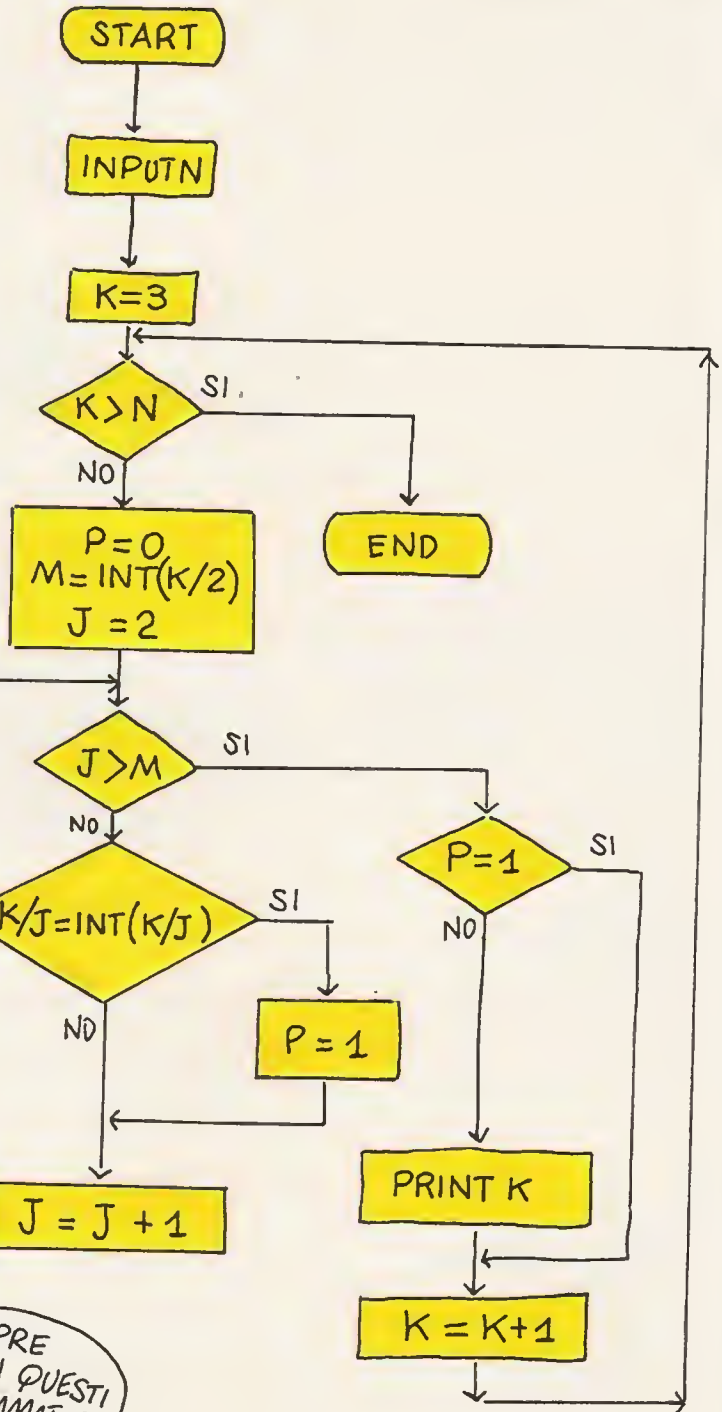 START
INPUTN
K=3
K>N
SI
NO
P=0
M=INT(K/2)
J=2
END
J>M
SI
NO
P=1
SI
NO
K/J=INT(K/J)
SI
NO
P=1
J=J+1
PRINT K
K=K+1
QUESTI